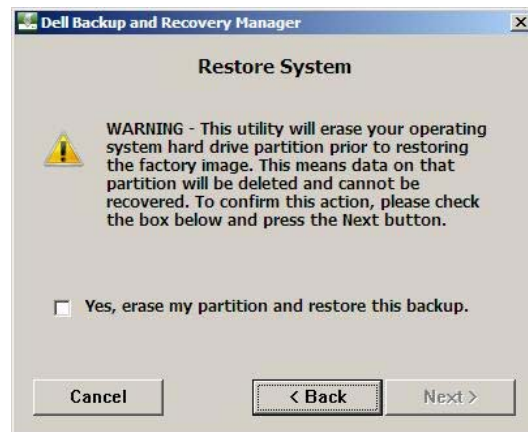 Dell Backup and Recovery Manager
Restore System
WARNING - This utility will erase your operating
system hard drive partition prior to restoring
the factory image. This means data on that
partition will be deleted and cannot be
recovered. To confirm this action, please check
the box below and press the Next button.
Yes, erase my partition and restore this backup.
Cancel
< Back
Next >